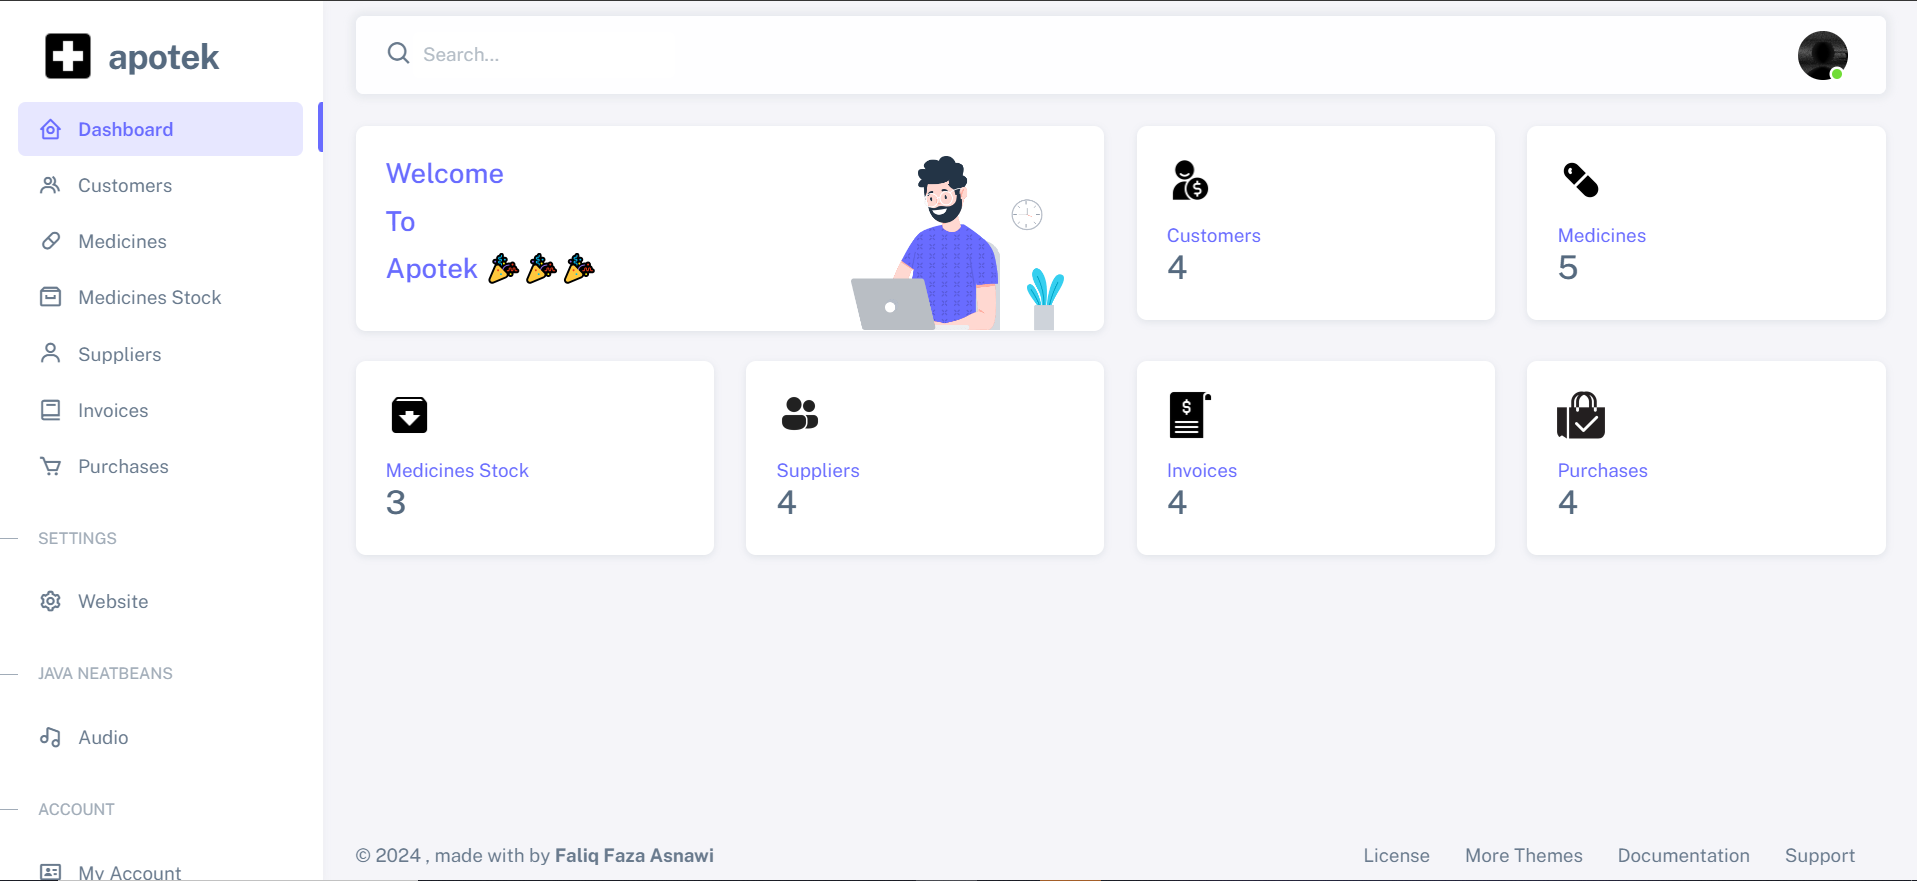 apotek
Dashboard
Customers
Medicines
Medicines Stock
Suppliers
Invoices
Purchases
SETTINGS
Website
JAVA NEATBEANS
Audio
ACCOUNT
My Account
Search...
Welcome
To
Apotek 🎉🎉🎉
Customers
4
Medicines
5
Medicines Stock
3
Suppliers
4
Invoices
4
Purchases
4
© 2024 , made with by Faliq Faza Asnawi
License More Themes Documentation Support